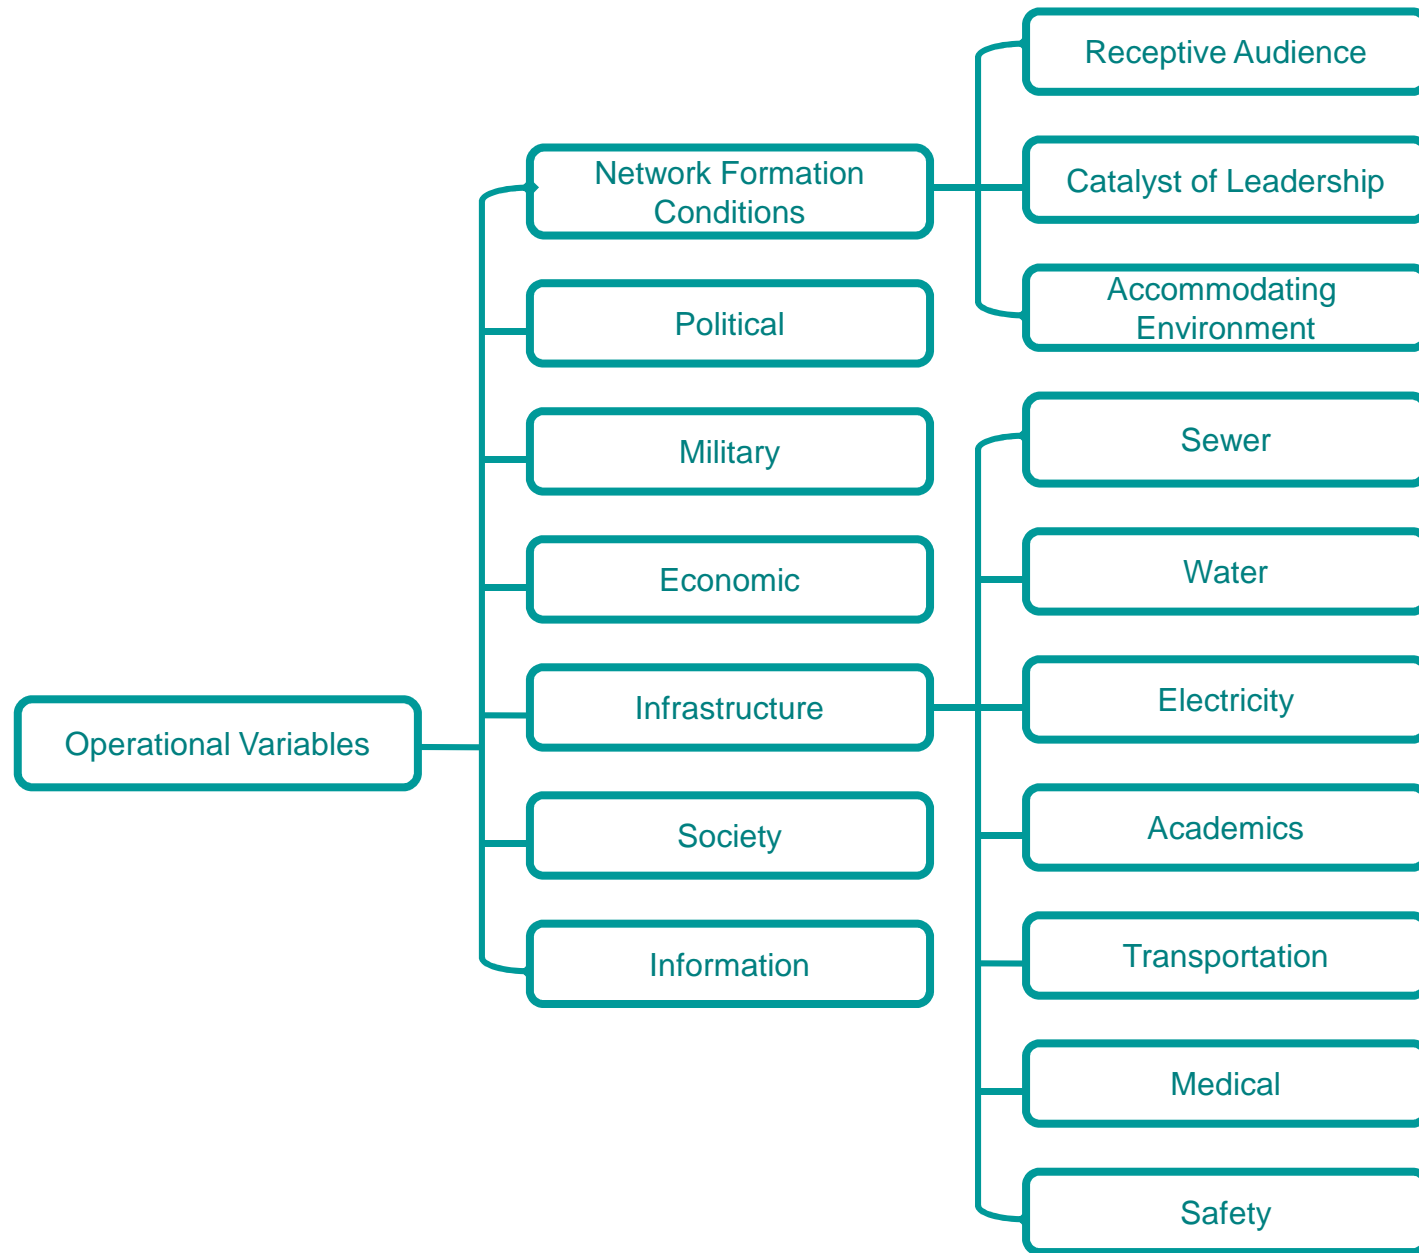 Operational Variables
Network Formation
Conditions
Political
Military
Economic
Infrastructure
Society
Information
Receptive Audience
Catalyst of Leadership
Accommodating
Environment
Sewer
Water
Electricity
Academics
Transportation
Medical
Safety